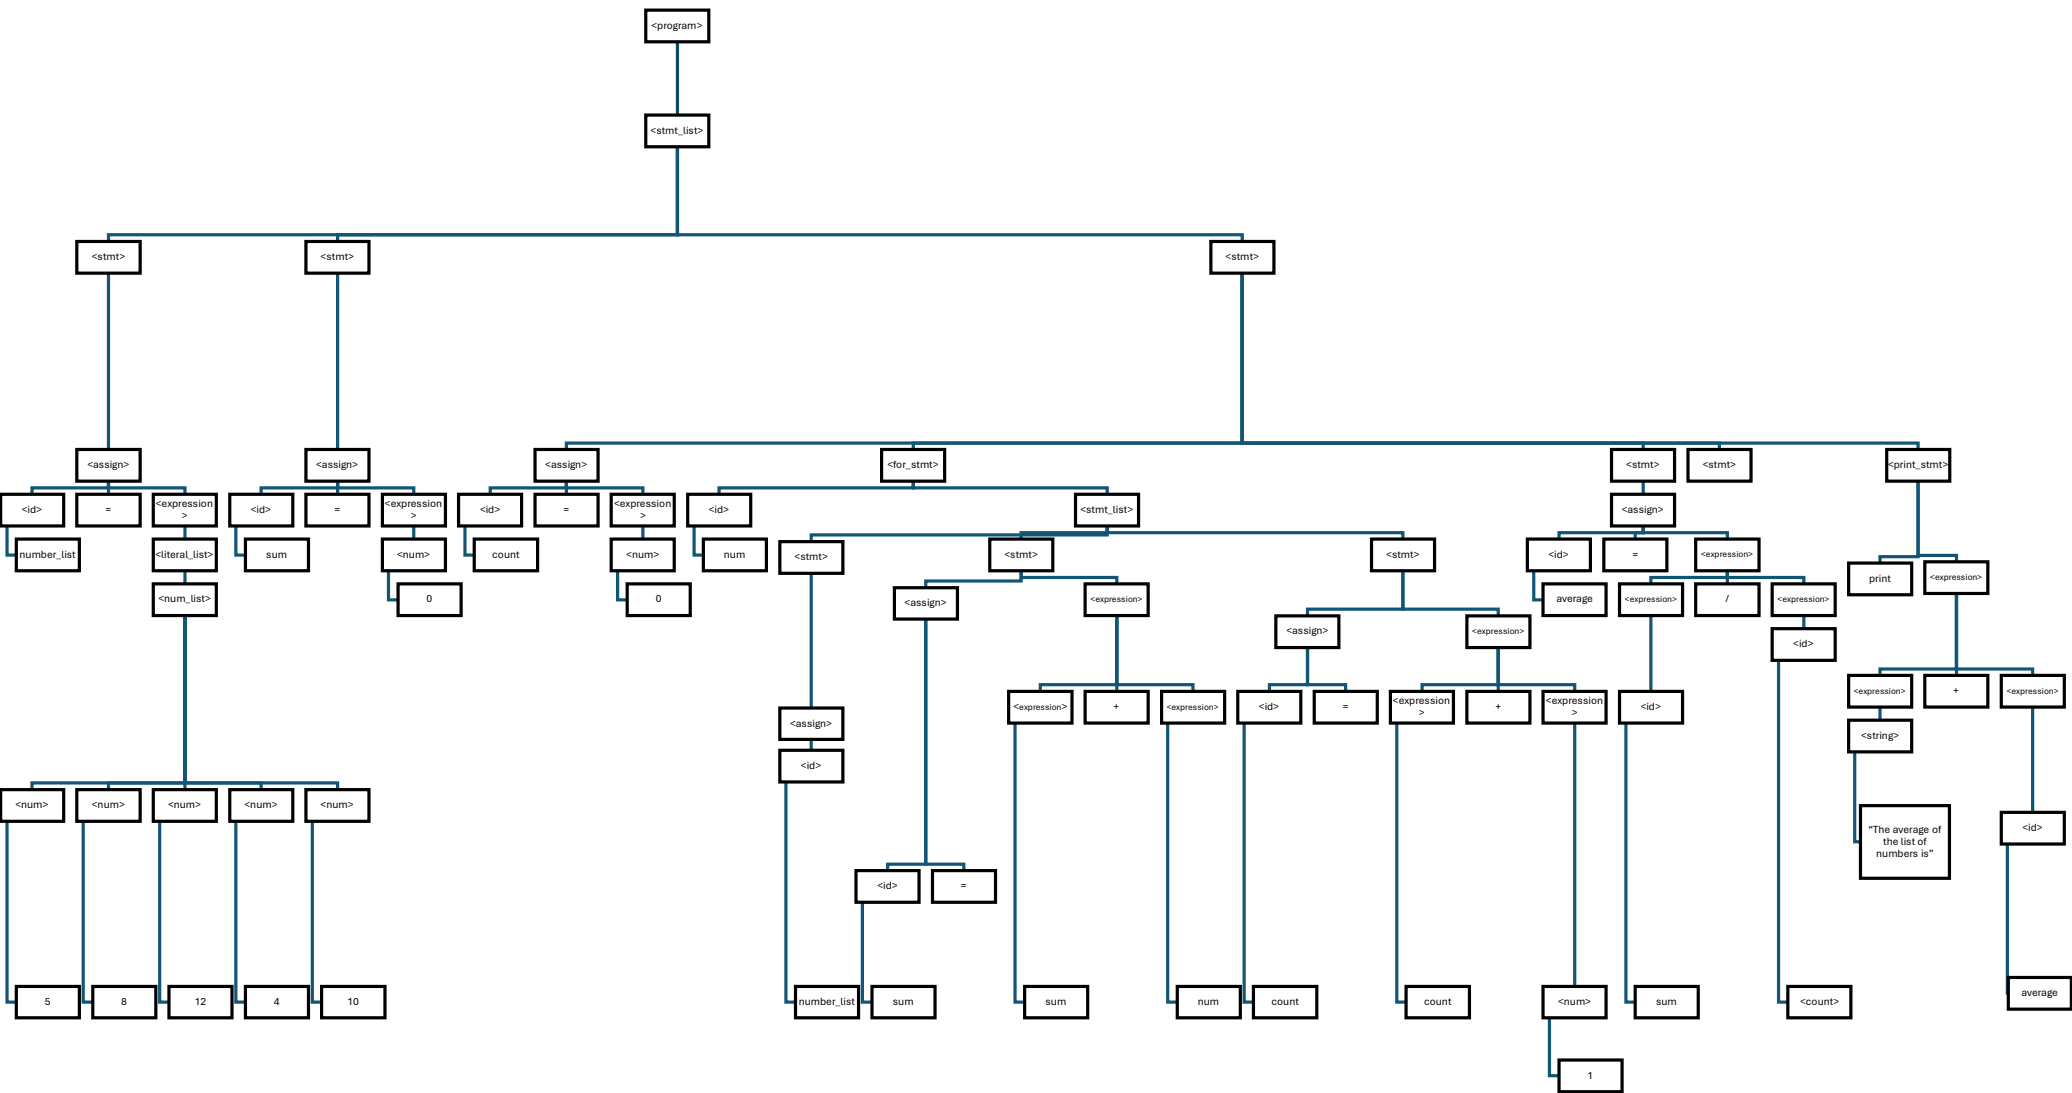 <program>
<stmt_list>
<stmt>
<stmt>
<stmt>
<assign>
<assign>
<assign>
<for_stmt>
<stmt>
<stmt>
<print_stmt>
<id>
=
<expression
>
<id>
=
<expression
>
<id>
=
<expression
>
<id>
<stmt_list>
<assign>
number_list
<literal_list>
sum
<num>
count
<num>
num
<stmt>
<stmt>
<stmt>
<id>
=
<expression>
print
<expression>
<num_list>
0
0
<assign>
<expression>
average
<expression>
/
<expression>
<assign>
<expression>
<id>
<expression>
+
<expression>
<id>
=
<expression
>
+
<expression
>
<id>
<expression>
+
<expression>
<assign>
<string>
<id>
<num>
<num>
<num>
<num>
<num>
"The average of
the list of
numbers is"
<id>
<id>
=
5
8
12
4
10
number_list
sum
sum
num
count
count
<num>
sum
<count>
average
1